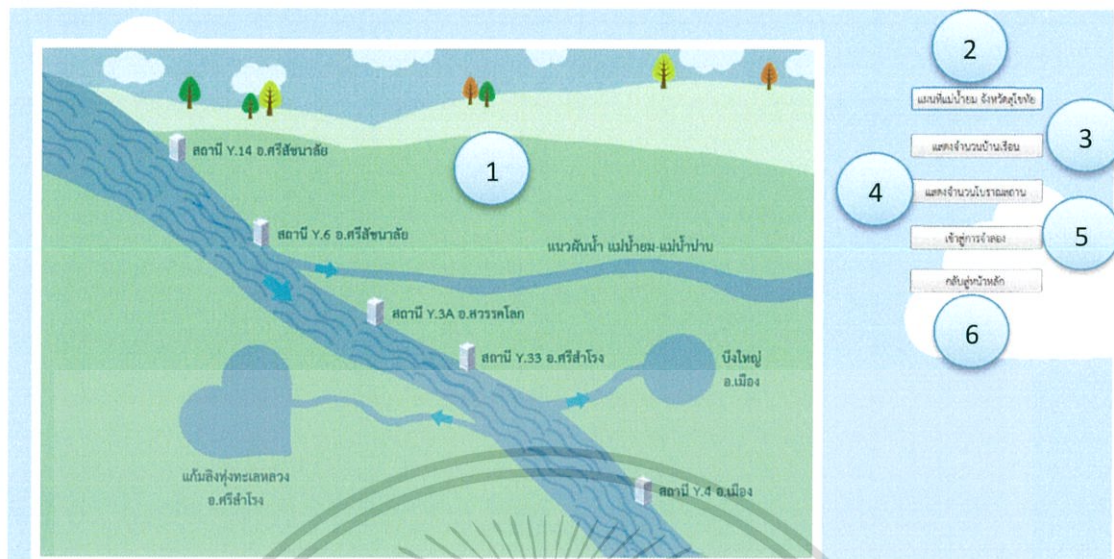 2
แผนที่แม่น้ำยม จังหวัดสุโขทัย
3
แสดงจำนวนบ้านเรือน
สถานี Y.14 อ.ศรีสัชนาลัย
1
4
แสดงจำนวนโบราณสถาน
สถานี Y.6 อ.ศรีสัชนาลัย
แนวผันน้ำ แม่น้ำยม-แม่น้ำน่าน
เข้าสู่การจำลอง
5
กลับสู่หน้าหลัก
สถานี Y.3A อ.สวรรคโลก
6
สถานี Y.33 อ.ศรีสำโรง
บึงใหญ่
อ.เมือง
แก้มลิงทุ่งทะเลหลวง
อ.ศรีสำโรง
สถานี Y.4 อ.เมือง